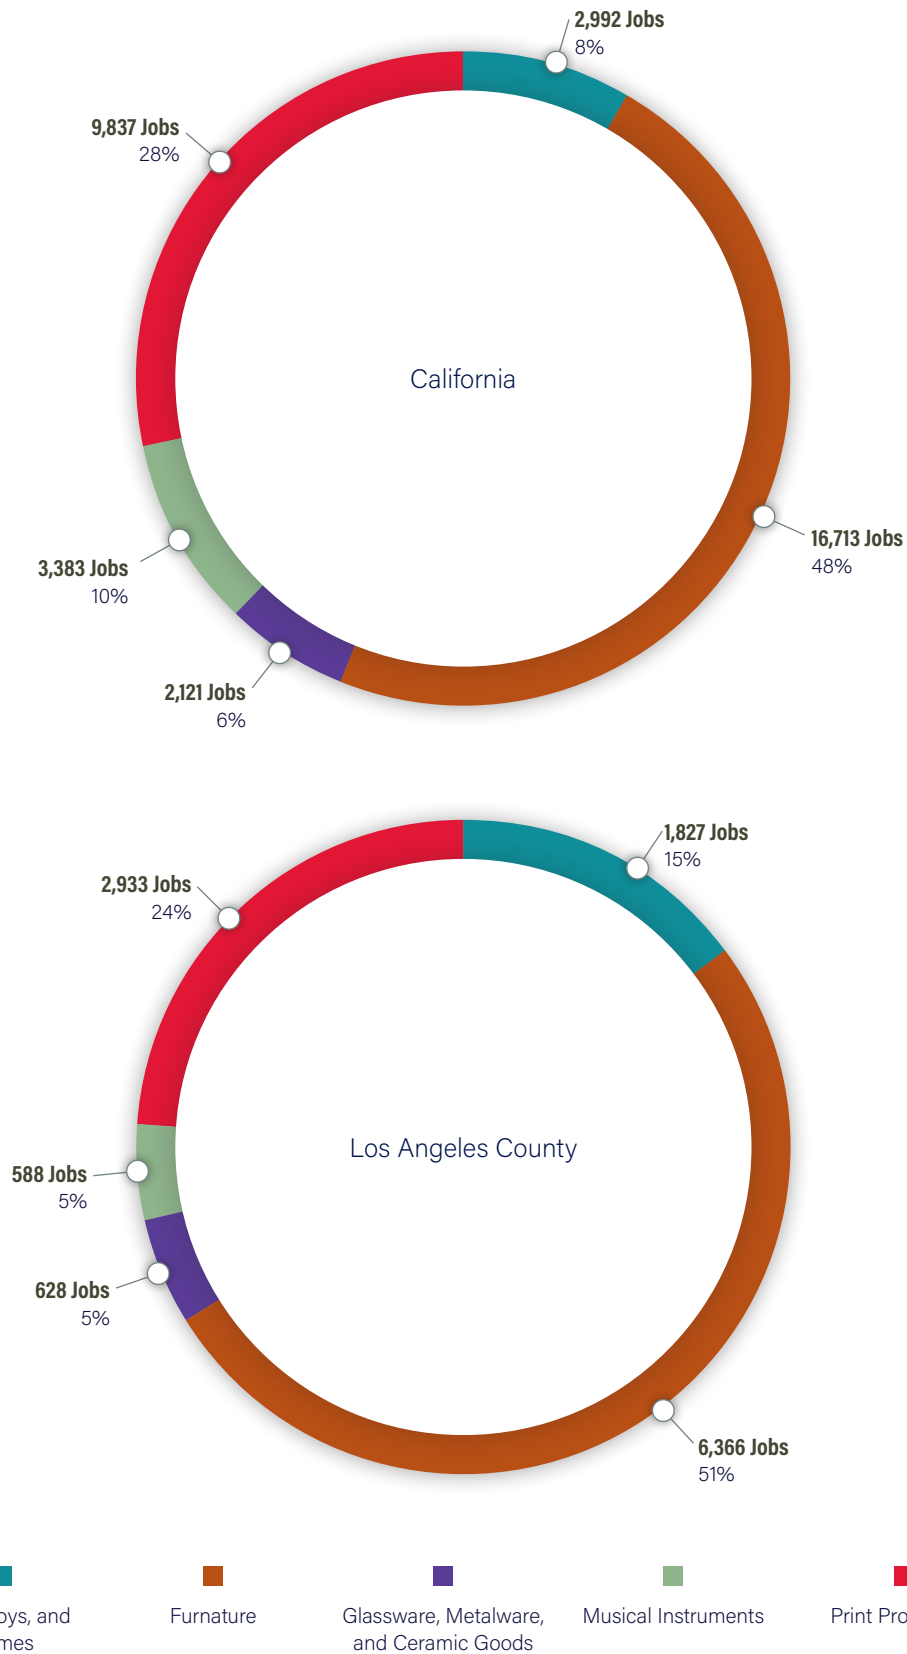 2,992 Jobs
8%
9,837 Jobs
28%
California
16,713 Jobs
48%
3,383 Jobs
10%
2,121 Jobs
6%
1,827 Jobs
15%
2,933 Jobs
24%
Los Angeles County
588 Jobs
5%
628 Jobs
5%
6,366 Jobs
51%
and
Furnature
Glassware, Metalware,
and Ceramic Goods
Musical Instruments
Print